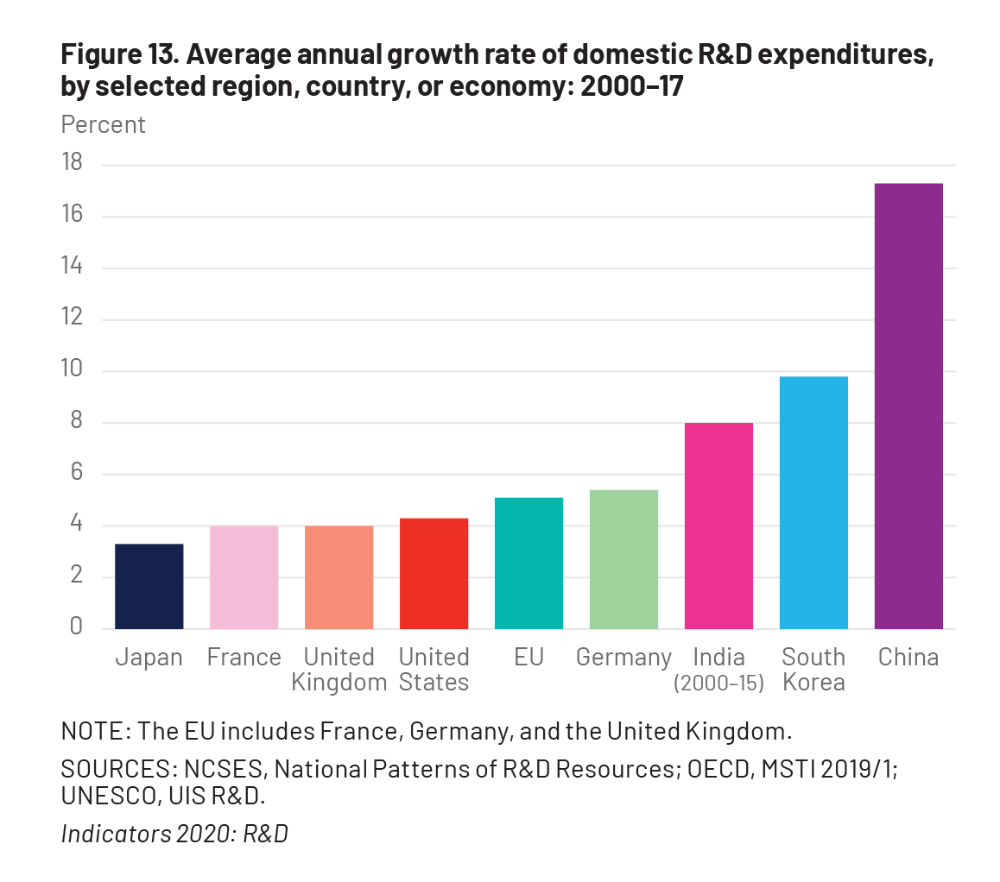 Figure 13. Average annual growth rate of domestic R&D expenditures,
by selected region, country, or economy: 2000–17
Percent
18
16
14
12
10
8
6
4
2
0
Japan
France
United
Kingdom
United
States
EU
Germany
India
(2000–15)
South
Korea
China
NOTE: The EU includes France, Germany, and the United Kingdom.
SOURCES: NCSES, National Patterns of R&D Resources; OECD, MSTI 2019/1;
UNESCO, UIS R&D.
Indicators 2020: R&D